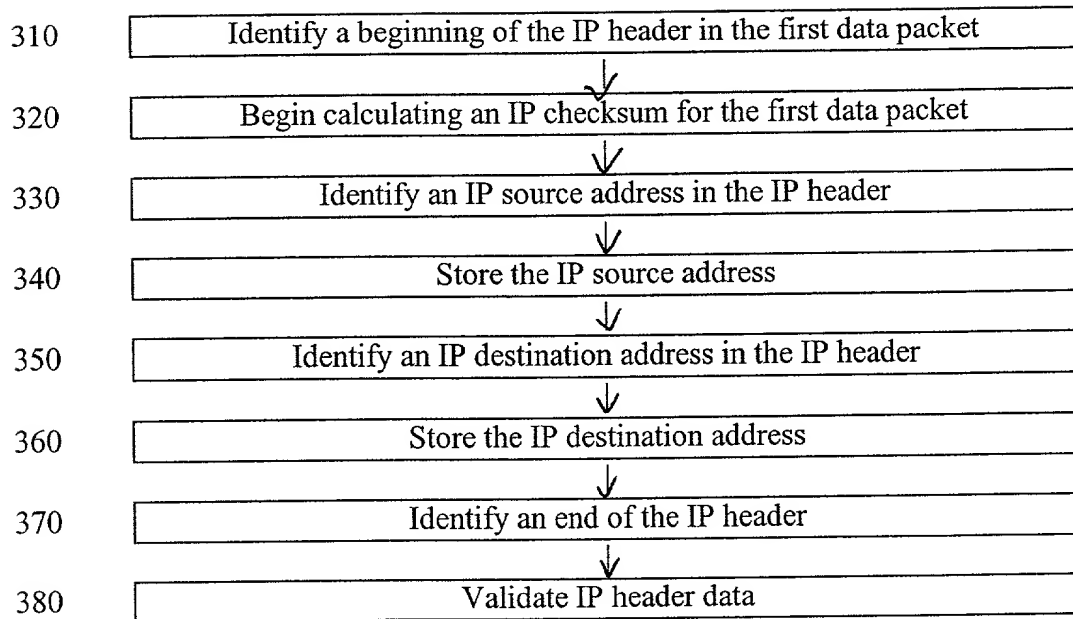 310 Identify a beginning of the IP header in the first data packet
320 Begin calculating an IP checksum for the first data packet
330 Identify an IP source address in the IP header
340 Store the IP source address
350 Identify an IP destination address in the IP header
360 Store the IP destination address
370 Identify an end of the IP header
380 Validate IP header data